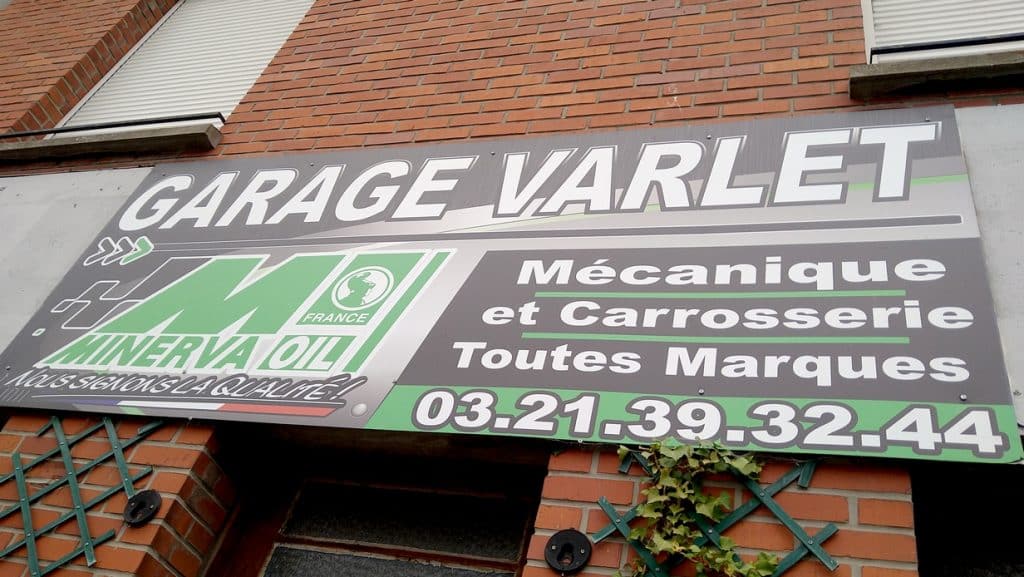 GARAGE VARLET
M
FRANCE
MINERVA OIL
NOUS SIGNONS LA QUALITÉ!
Mécanique
et Carrosserie
Toutes Marques
03.21.39.32.44